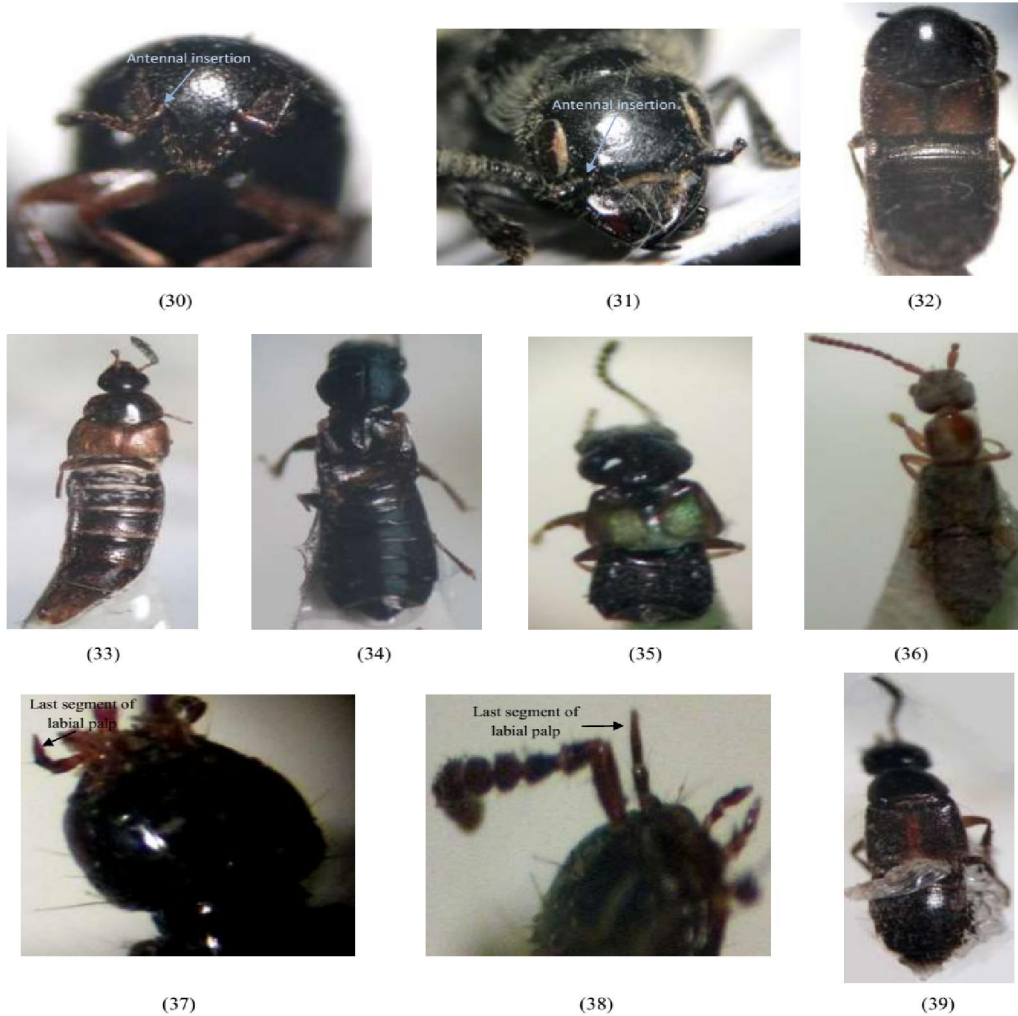 Antennal insertion
Antennal insertion
(30)
(31)
(32)
(33)
(34)
(35)
(36)
Last segment of
labial palp
Last segment of
labial palp
(37)
(38)
(39)